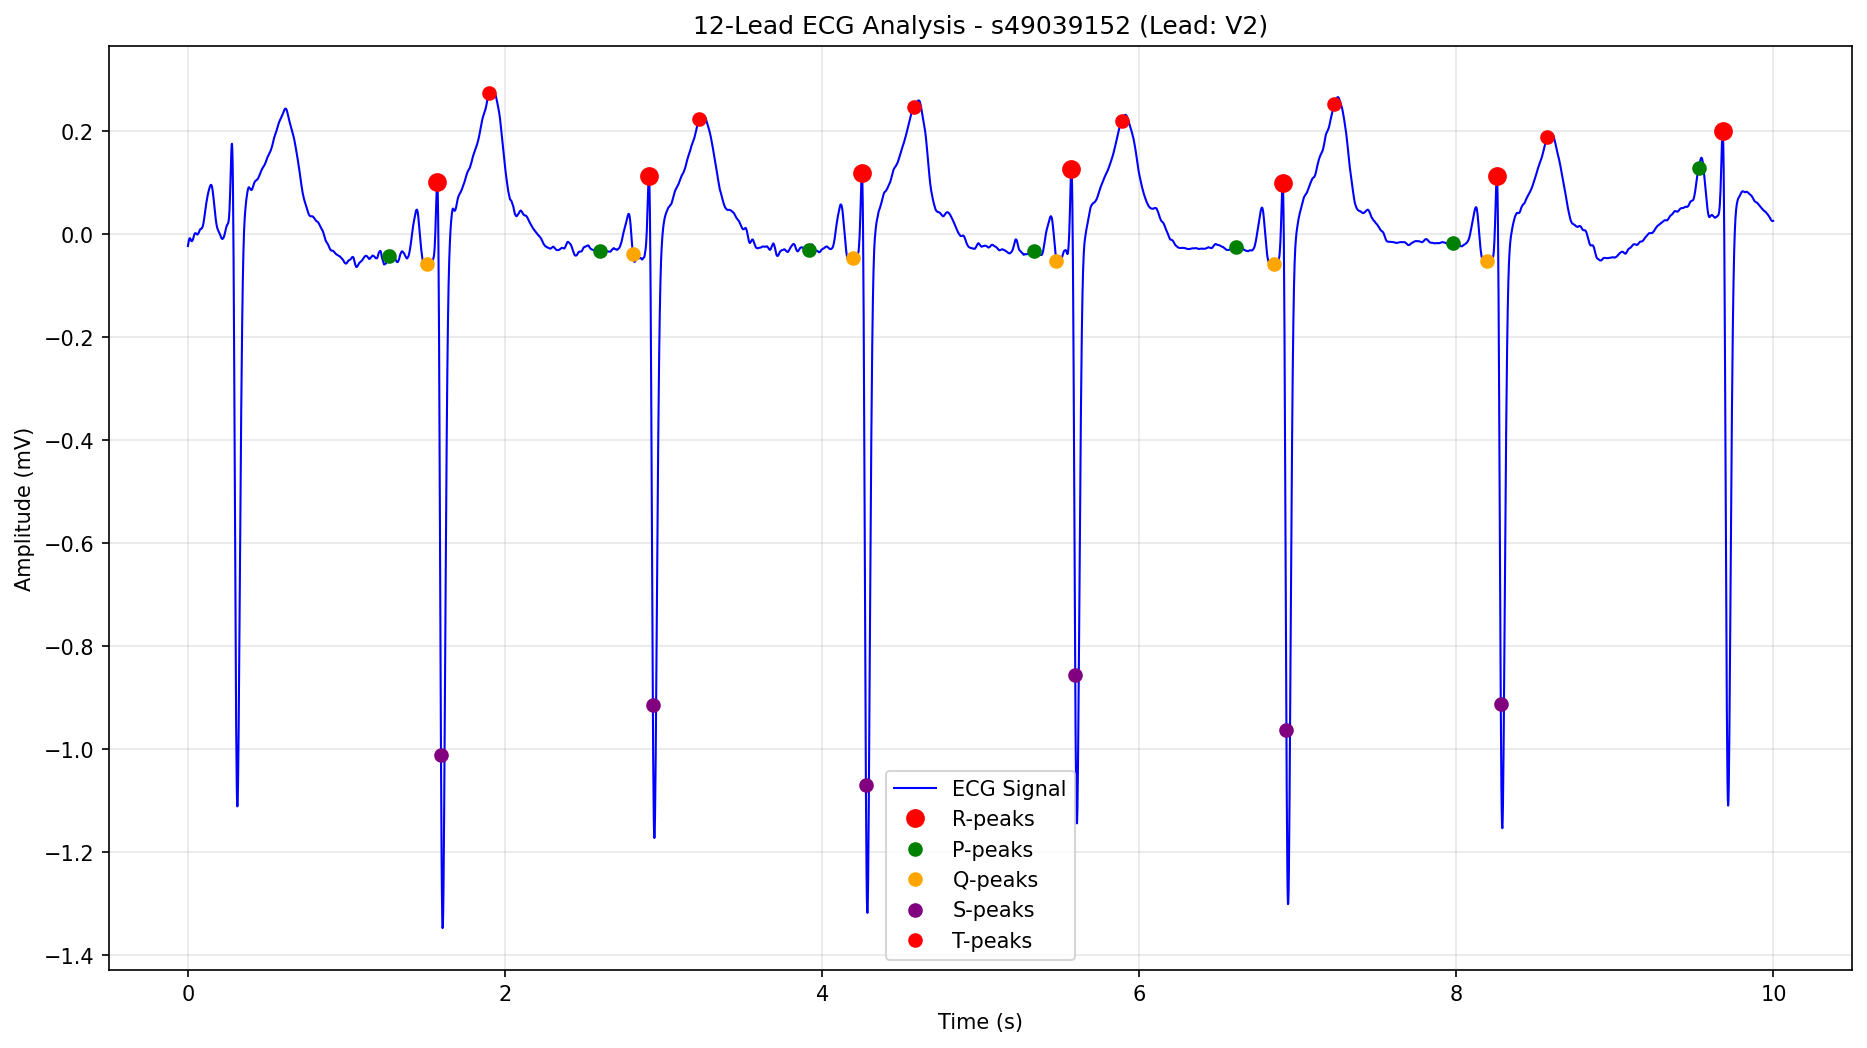 12-Lead ECG Analysis - s49039152 (Lead: V2)
Amplitude (mV)
0.2
0.0
−0.2
−0.4
−0.6
−0.8
−1.0
−1.2
−1.4
ECG Signal
R-peaks
P-peaks
Q-peaks
S-peaks
T-peaks
0 2 4 6 8 10
Time (s)